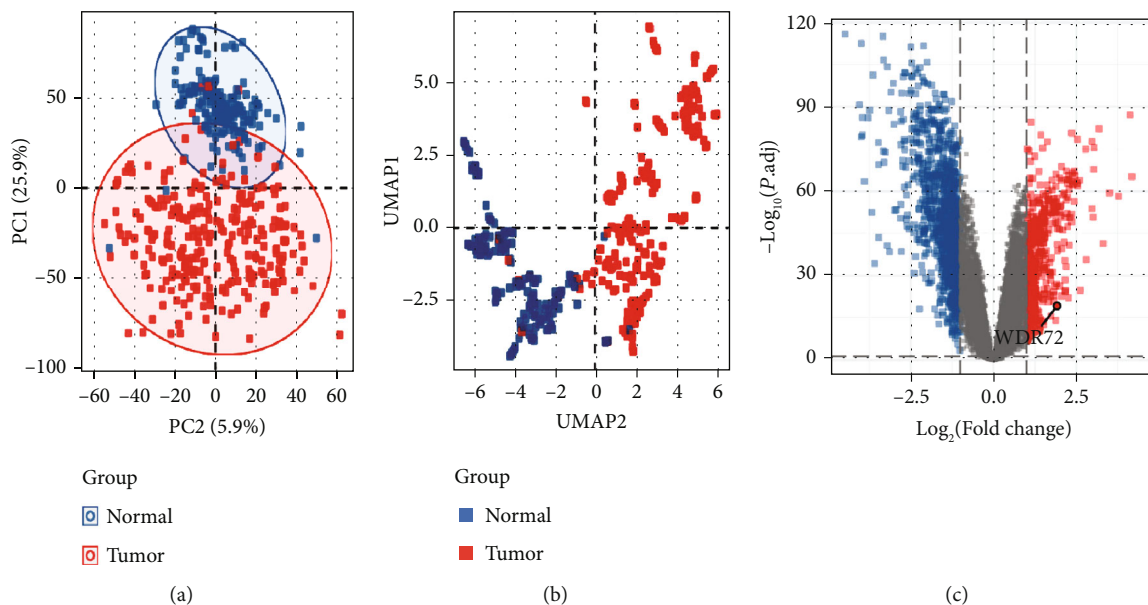 50
0
−50
−100
PC1 (25.9%)
−60 −40 −20 0 20 40 60
PC2 (5.9%)
Group
Normal
Tumor
(a)
5.0
2.5
0.0
−2.5
UMAP1
−6 −4 −2 0 2 4 6
UMAP2
Group
Normal
Tumor
(b)
120
90
60
30
0
−Log10(P.adj)
WDR72
−2.5 0.0 2.5
Log2(Fold change)
(c)